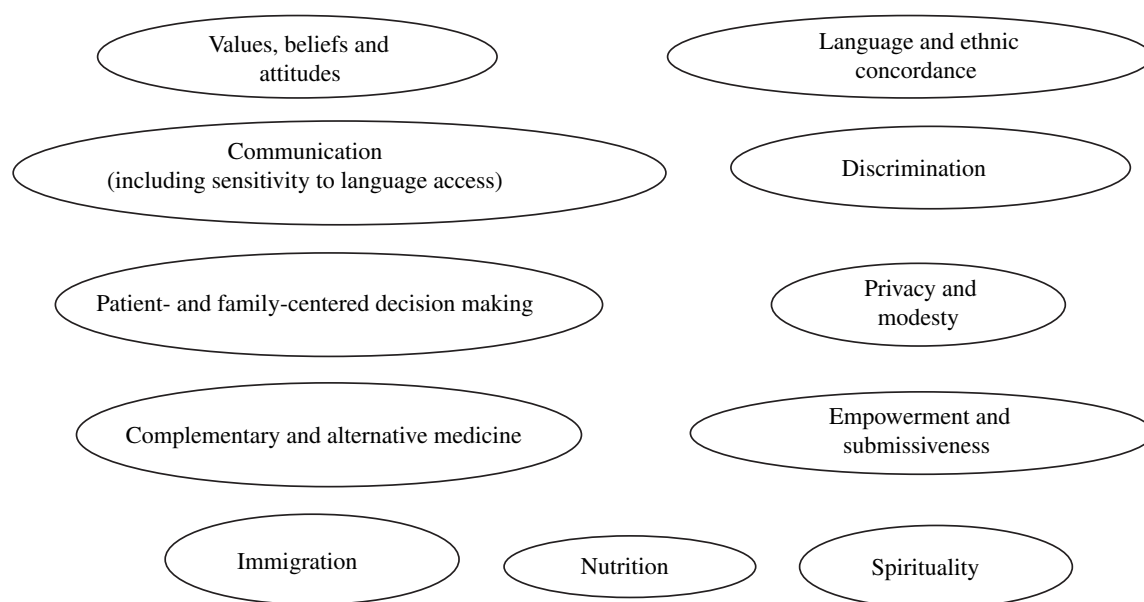 Values, beliefs and
attitudes
Language and ethnic
concordance
Communication
(including sensitivity to language access)
Discrimination
Patient- and family-centered decision making
Privacy and
modesty
Complementary and alternative medicine
Empowerment and
submissiveness
Immigration
Nutrition
Spirituality